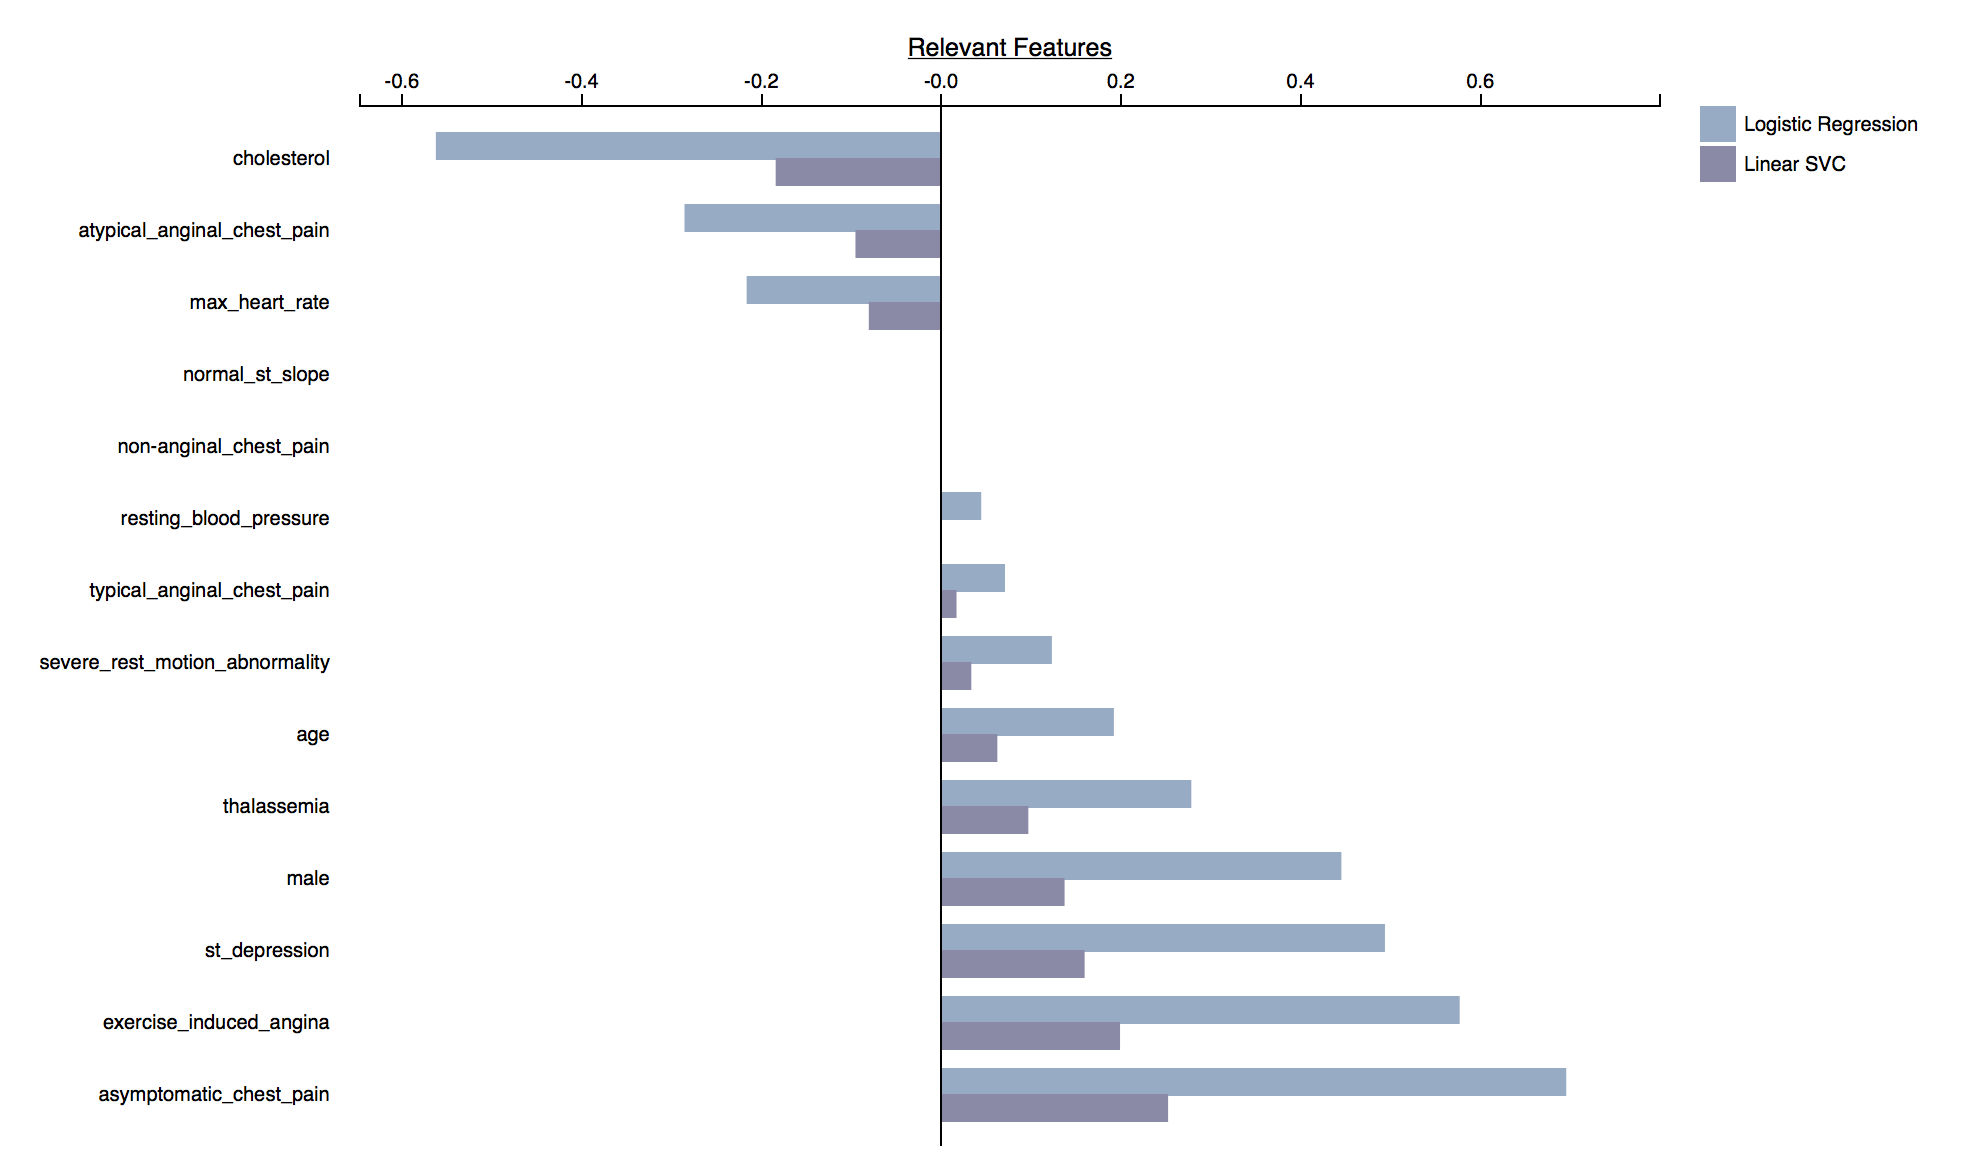 Relevant Features
-0.6 -0.4 -0.2 -0.0 0.2 0.4 0.6
Logistic Regression
Linear SVC
cholesterol
atypical_anginal_chest_pain
max_heart_rate
normal_st_slope
non-anginal_chest_pain
resting_blood_pressure
typical_anginal_chest_pain
severe_rest_motion_abnormality
age
thalassemia
male
st_depression
exercise_induced_angina
asymptomatic_chest_pain